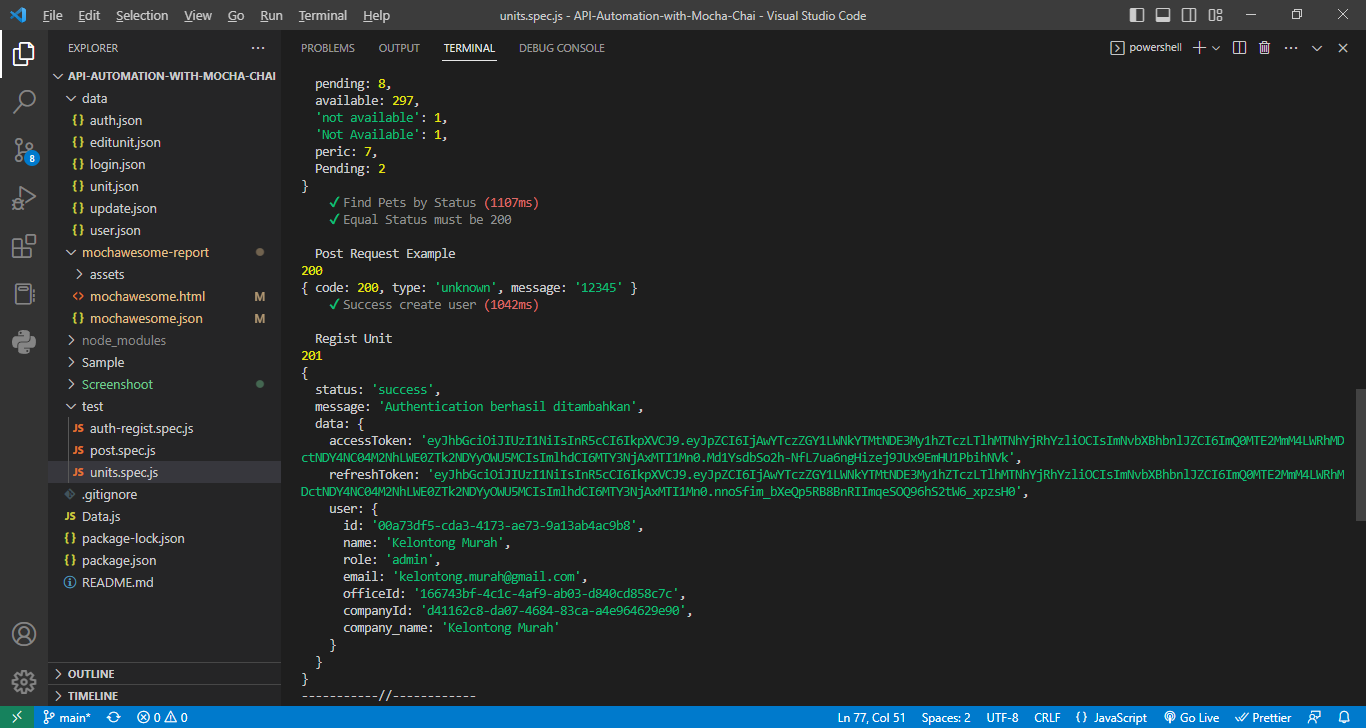 File Edit Selection View Go Run Terminal Help
units.spec.js - API-Automation-with-Mocha-Chai - Visual Studio Code
EXPLORER
API-AUTOMATION-WITH-MOCHA-CHAI
data
{} auth.json
{} editunit.json
{} login.json
{} unit.json
{} update.json
{} user.json
mochawesome-report
assets
<> mochawesome.html M
{} mochawesome.json M
node_modules
Sample
Screenshoot
test
JS auth-regist.spec.js
JS post.spec.js
JS units.spec.js
.gitignore
JS Data.js
{} package-lock.json
{} package.json
README.md
OUTLINE
TIMELINE
8
PROBLEMS OUTPUT TERMINAL DEBUG CONSOLE
powershell
pending: 8,
available: 297,
'not available': 1,
'Not Available': 1,
peric: 7,
Pending: 2
}
✓ Find Pets by Status (1107ms)
✓ Equal Status must be 200
Post Request Example
200
{ code: 200, type: 'unknown', message: '12345' }
✓ Success create user (1042ms)
Regist Unit
201
{
status: 'success',
message: 'Authentication berhasil ditambahkan',
data: {
accessToken:
refreshToken:
user: {
id: '00a73df5-cda3-4173-ae73-9a13ab4ac9b8',
name: 'Kelontong Murah',
role: 'admin',
email: 'kelontong.murah@gmail.com',
officeId: '166743bf-4c1c-4af9-ab03-d840cd858c7c',
companyId: 'd41162c8-da07-4684-83ca-a4e964629e90',
company_name: 'Kelontong Murah'
}
}
}
-----------//------------
main* 0 0
Ln 77, Col 51 Spaces: 2 UTF-8 CRLF {} JavaScript Go Live Prettier